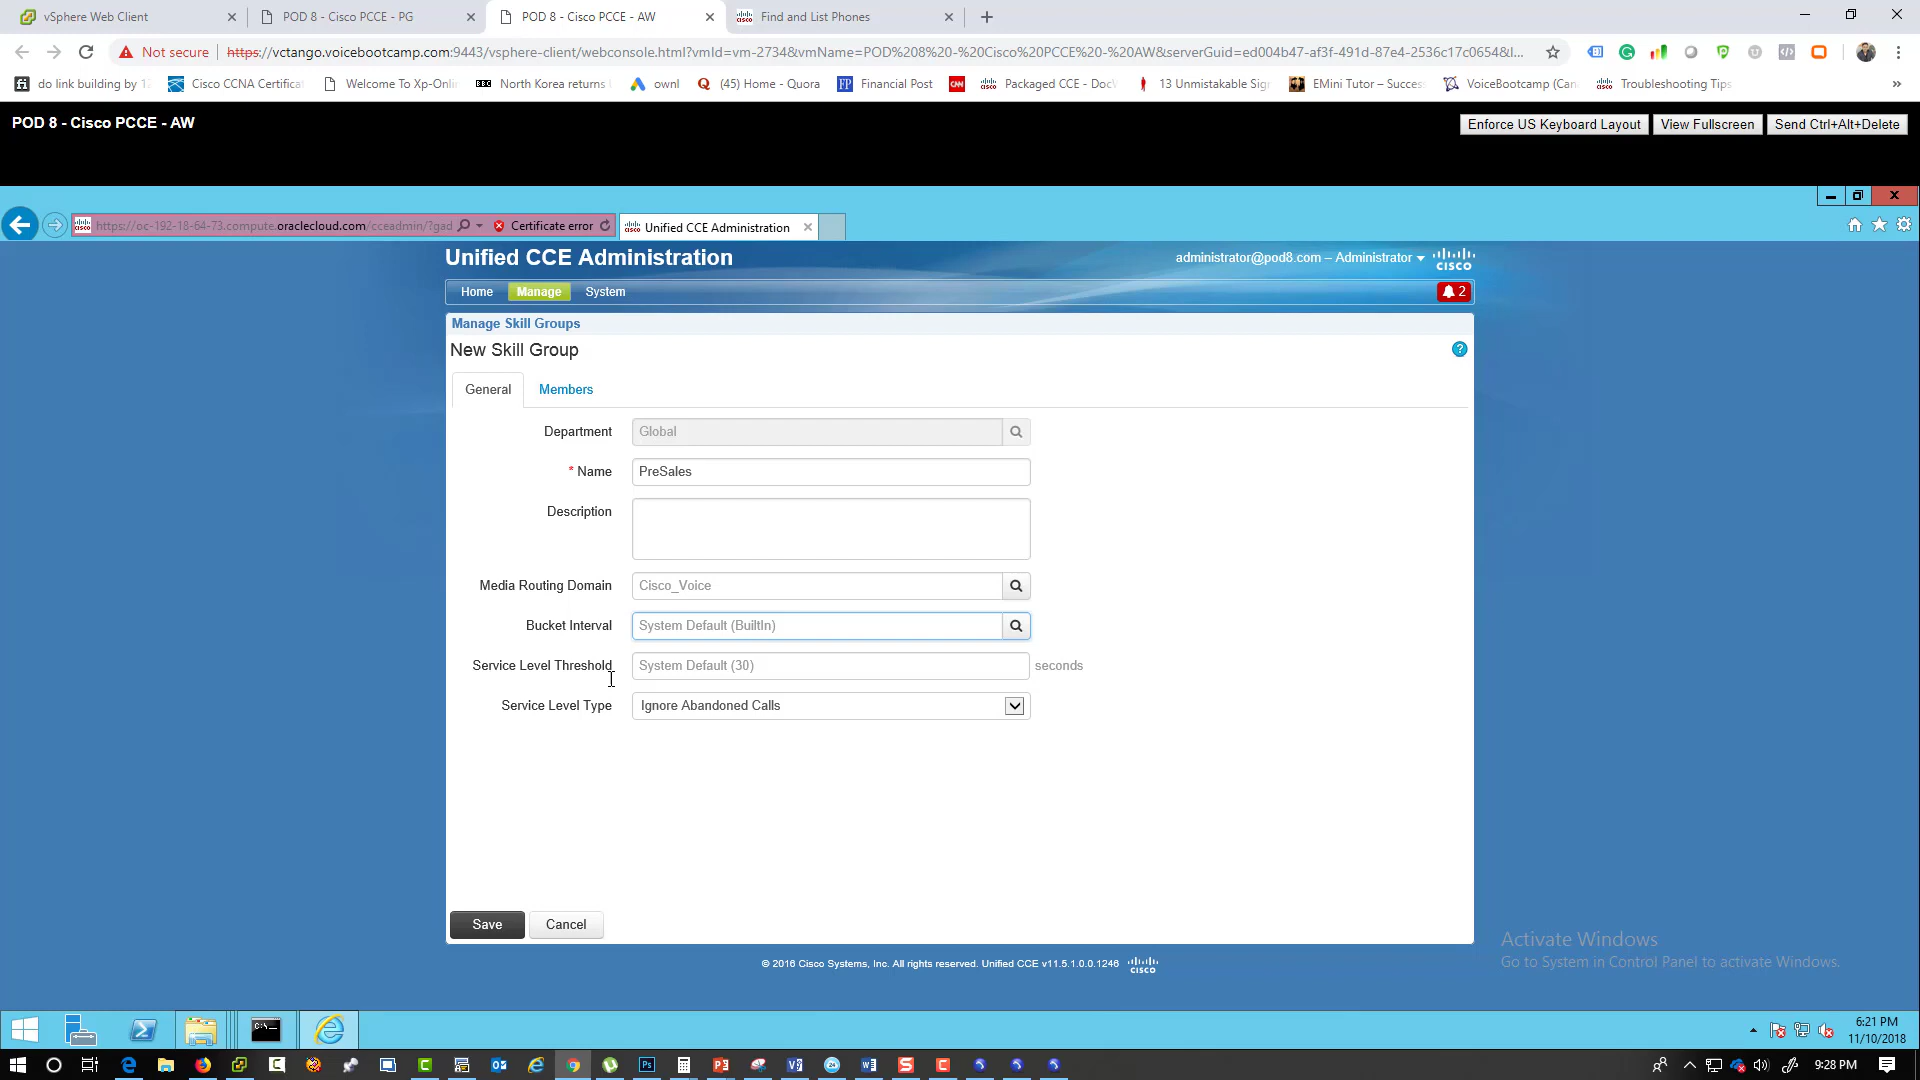 vSphere Web Client
POD 8 - Cisco PCCE - PG
POD 8 - Cisco PCCE - AW
Find and List Phones
Not secure
https://vctango.voicebootcamp.com:9443/vsphere-client/webconsole.html?vmId=vm-2734&vmName=POD%208%20-%20Cisco%20PCCE%20-%20AW&serverGuid=ed004b47-af3f-491d-87e4-2536c17c0654&l...
do link building by 1
Cisco CCNA Certificat
Welcome To Xp-Onli
North Korea returns
ownl
(45) Home - Quora
Financial Post
Packaged CCE - Doc
13 Unmistakable Sig
EMini Tutor – Succes
VoiceBootcamp (Can
Troubleshooting Tips
POD 8 - Cisco PCCE - AW
Enforce US Keyboard Layout
View Fullscreen
Send Ctrl+Alt+Delete
https://oc-192-18-64-73.compute.oraclecloud.com/cceadmin/?gad
Certificate error
Unified CCE Administration
Unified CCE Administration
administrator@pod8.com – Administrator
CISCO
Home
Manage
System
2
Manage Skill Groups
New Skill Group
?
General
Members
Department
Global
* Name
PreSales
Description
Media Routing Domain
Cisco_Voice
Bucket Interval
System Default (BuiltIn)
Service Level Threshold
System Default (30)
seconds
Service Level Type
Ignore Abandoned Calls
Save
Cancel
Activate Windows
Go to System in Control Panel to activate Windows.
© 2016 Cisco Systems, Inc. All rights reserved. Unified CCE v11.5.1.0.0.1246
CISCO
6:21 PM
11/10/2018
9:28 PM